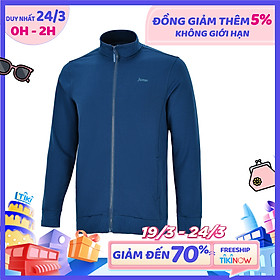 DUY NHẤT 24/3
0H - 2H
ĐỒNG GIẢM THÊM 5%
KHÔNG GIỚI HẠN
Tiki
19/3 - 24/3
GIẢM ĐẾN 70%
FREESHIP
TIKINOW